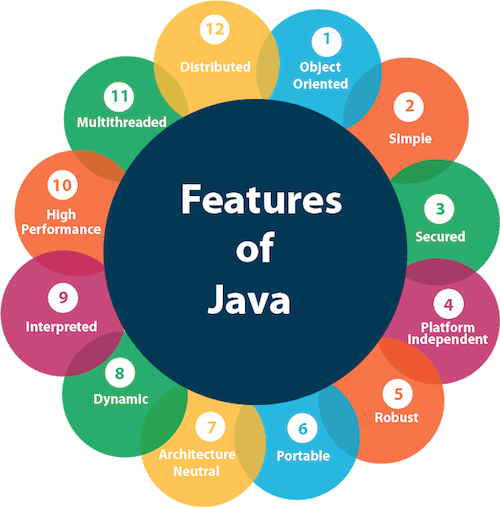 Features
of
Java
1
Object
Oriented
2
Simple
3
Secured
4
Platform
Independent
5
Robust
6
Portable
7
Architecture
Neutral
8
Dynamic
9
Interpreted
10
High
Performance
11
Multithreaded
12
Distributed